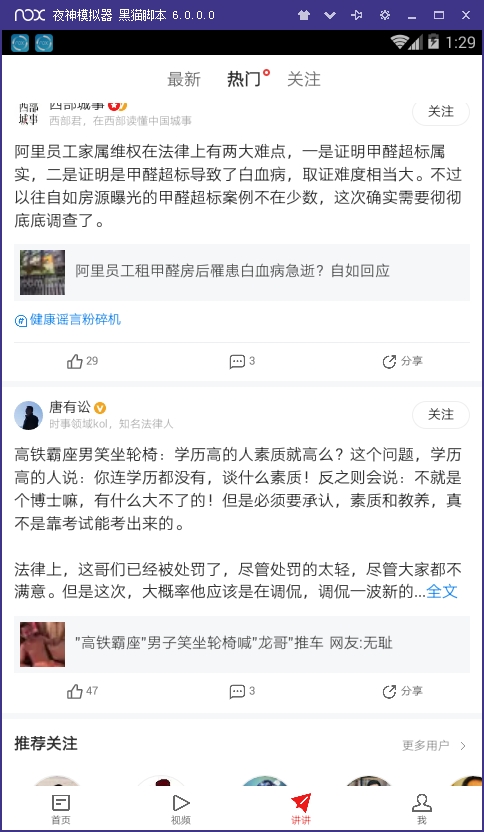 nox 夜神模拟器 黑猫脚本 6.0.0.0
1:29
最新 热门 关注
西部城事
西部城事
关注
西部君，在西部读懂中国城事
阿里员工家属维权在法律上有两大难点，一是证明甲醛超标属
实，二是证明是甲醛超标导致了白血病，取证难度相当大。不过
以往自如房源曝光的甲醛超标案例不在少数，这次确实需要彻彻
底底调查了。
阿里员工租甲醛房后罹患白血病急逝？自如回应
健康谣言粉碎机
29 3 分享
唐有讼
关注
时事领域kol，知名法律人
高铁霸座男笑坐轮椅：学历高的人素质就高么？这个问题，学历
高的人说：你连学历都没有，谈什么素质！反之则会说：不就是
个博士嘛，有什么大不了的！但是必须要承认，素质和教养，真
不是靠考试能考出来的。
法律上，这哥们已经被处罚了，尽管处罚的太轻，尽管大家都不
满意。但是这次，大概率他应该是在调侃，调侃一波新的...全文
"高铁霸座"男子笑坐轮椅喊"龙哥"推车 网友:无耻
47 3 分享
推荐关注 更多用户
首页 视频 讲讲 我